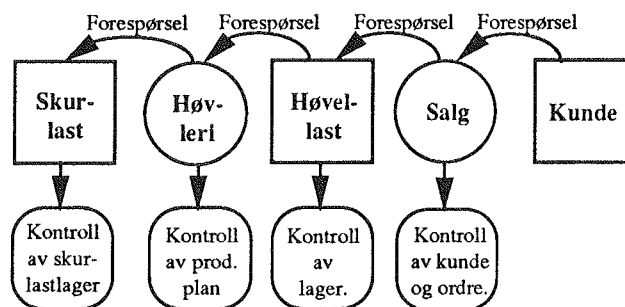 Forespørsel Forespørsel Forespørsel Forespørsel
Skur-
last
Høv-
leri
Høvel-
last
Salg
Kunde
Kontroll
av skur-
lastlager
Kontroll
av prod.
plan
Kontroll
av
lager.
Kontroll
av kunde
og ordre.